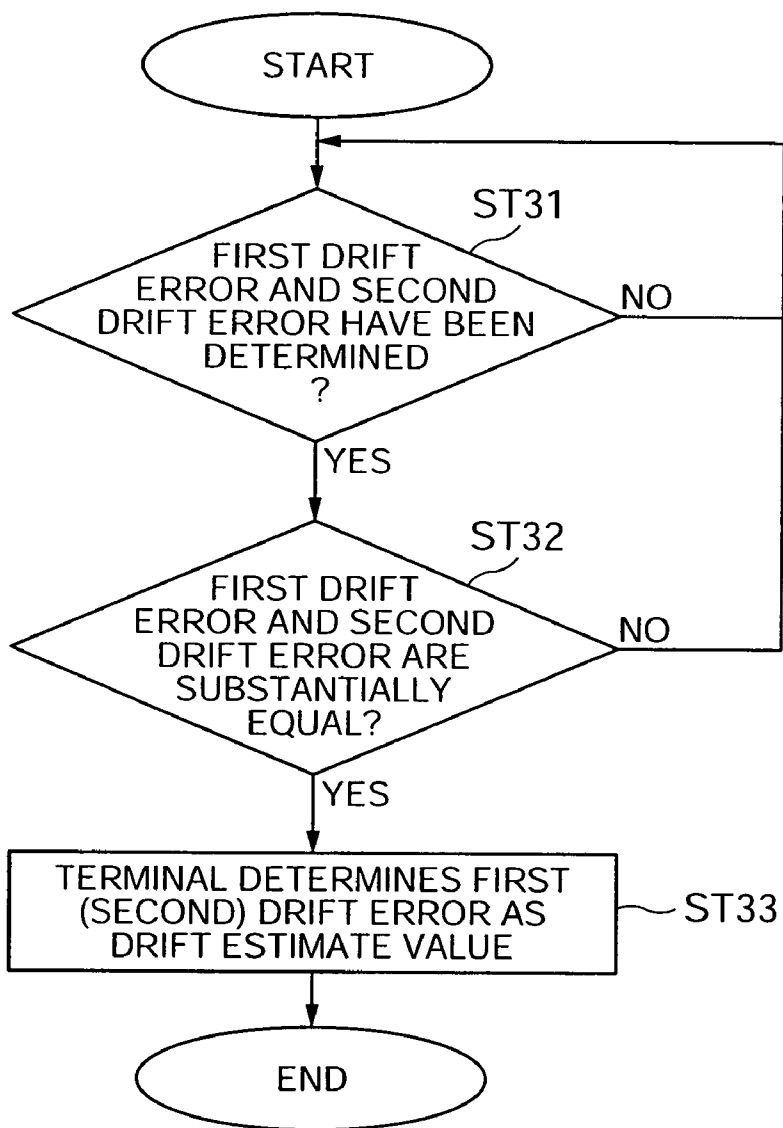 START
ST31
FIRST DRIFT
ERROR AND SECOND
DRIFT ERROR HAVE BEEN
DETERMINED
?
NO
YES
ST32
FIRST DRIFT
ERROR AND SECOND
DRIFT ERROR ARE
SUBSTANTIALLY
EQUAL?
NO
YES
TERMINAL DETERMINES FIRST
(SECOND) DRIFT ERROR AS
DRIFT ESTIMATE VALUE
ST33
END